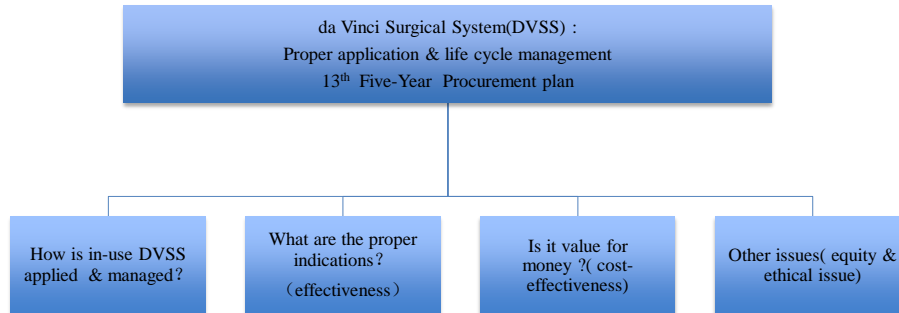 da Vinci Surgical System(DVSS) :
Proper application & life cycle management
13th Five-Year Procurement plan
How is in-use DVSS
applied & managed？
What are the proper
indications？
（effectiveness）
Is it value for
money ?( cost-
effectiveness)
Other issues( equity &
ethical issue)